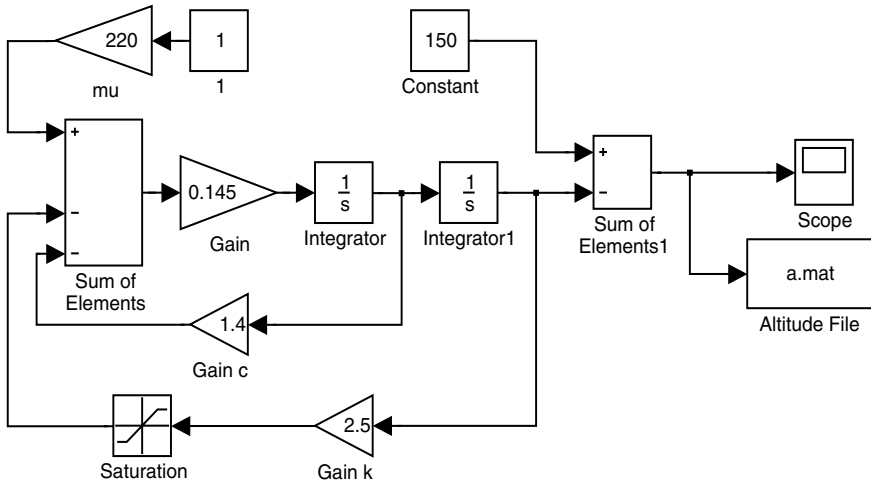 220
1
150
mu
1
Constant
+
−
−
0.145
1
s
1
s
+
−
Gain
Integrator
Integrator1
Sum of
Elements1
Scope
Sum of
Elements
a.mat
1.4
Altitude File
Gain c
2.5
Saturation
Gain k